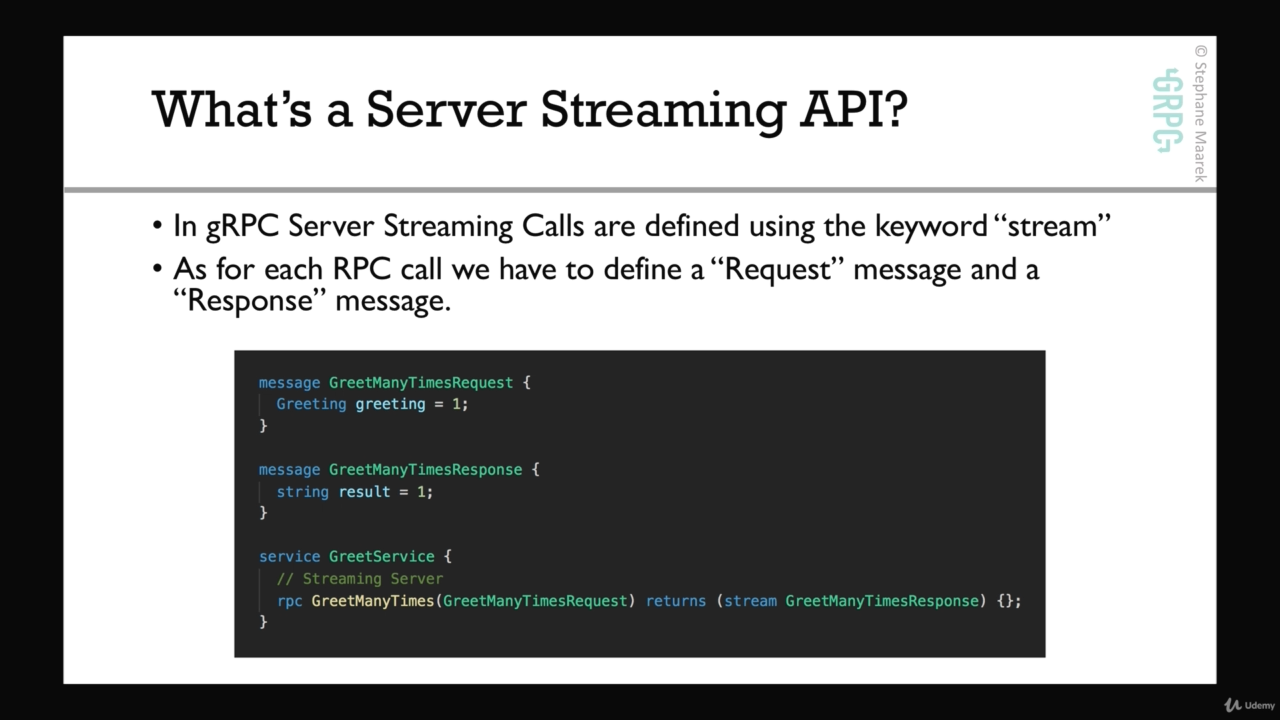 What's a Server Streaming API?
GRPC
© Stephane Maarek
• In gRPC Server Streaming Calls are defined using the keyword “stream”
• As for each RPC call we have to define a “Request” message and a
“Response” message.
message GreetManyTimesRequest {
Greeting greeting = 1;
}
message GreetManyTimesResponse {
string result = 1;
}
service GreetService {
// Streaming Server
rpc GreetManyTimes(GreetManyTimesRequest) returns (stream GreetManyTimesResponse) {};
}
Udemy